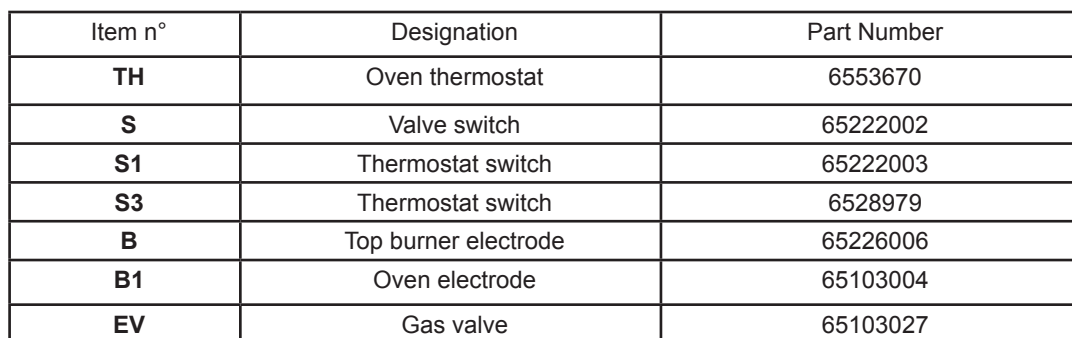 Item n° Designation Part Number
TH Oven thermostat 6553670
S Valve switch 65222002
S1 Thermostat switch 65222003
S3 Thermostat switch 6528979
B Top burner electrode 65226006
B1 Oven electrode 65103004
EV Gas valve 65103027